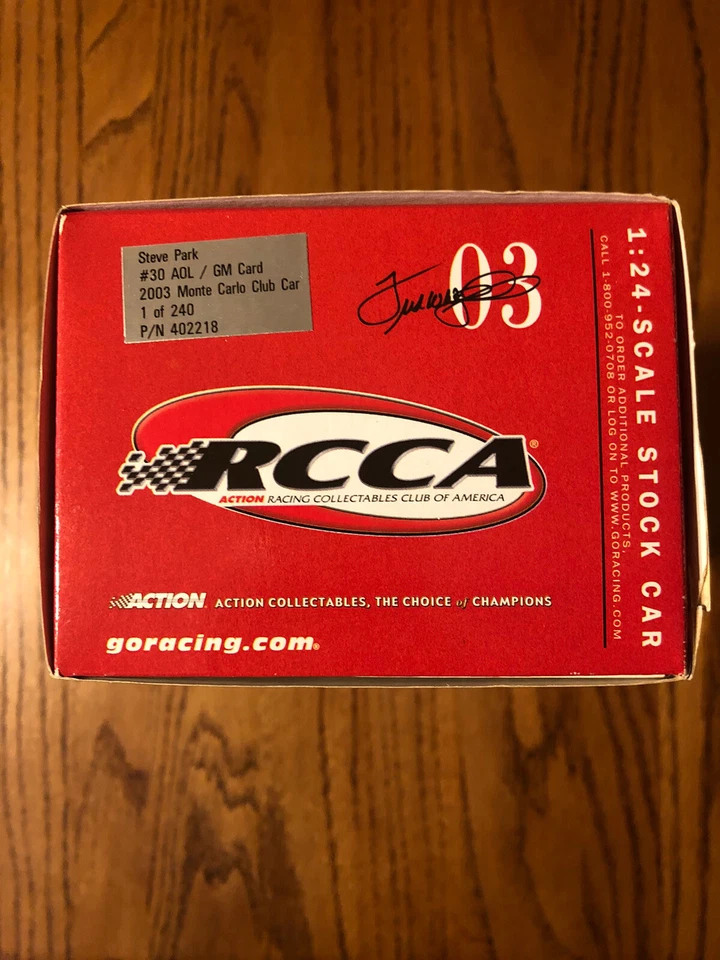 Steve Park
#30 AOL / GM Card
2003 Monte Carlo Club Car
1 of 240
P/N 402218
03
RCCA®
ACTION RACING COLLECTABLES CLUB OF AMERICA
ACTION ACTION COLLECTABLES, THE CHOICE of CHAMPIONS
goracing.com®
1:24-SCALE STOCK CAR
TO ORDER ADDITIONAL PRODUCTS,
CALL 1-800-952-0708 OR LOG ON TO WWW.GORACING.COM